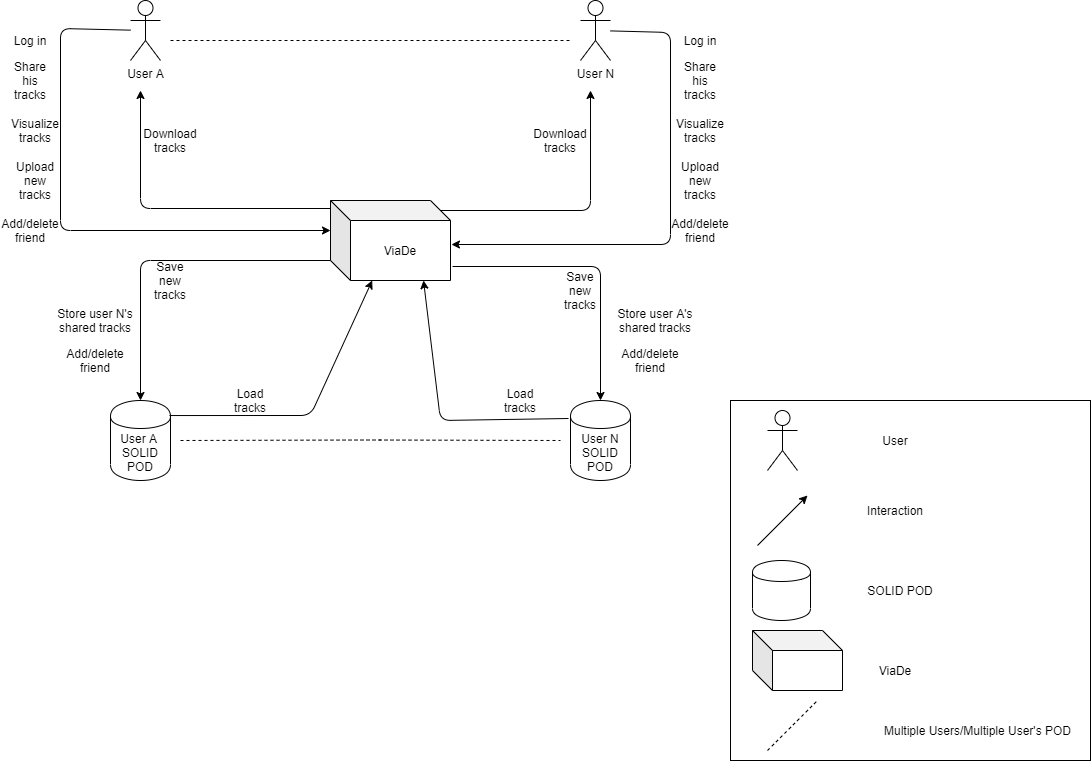 Log in
Share
his
tracks
Visualize
tracks
Upload
new
tracks
Add/delete
friend
User A
Download
tracks
User N
Download
tracks
Log in
Share
his
tracks
Visualize
tracks
Upload
new
tracks
Add/delete
friend
ViaDe
Save
new
tracks
Store user N's
shared tracks
Add/delete
friend
Save
new
tracks
Store user A's
shared tracks
Add/delete
friend
Load
tracks
Load
tracks
User A
SOLID
POD
User N
SOLID
POD
User
Interaction
SOLID POD
ViaDe
Multiple Users/Multiple User's POD